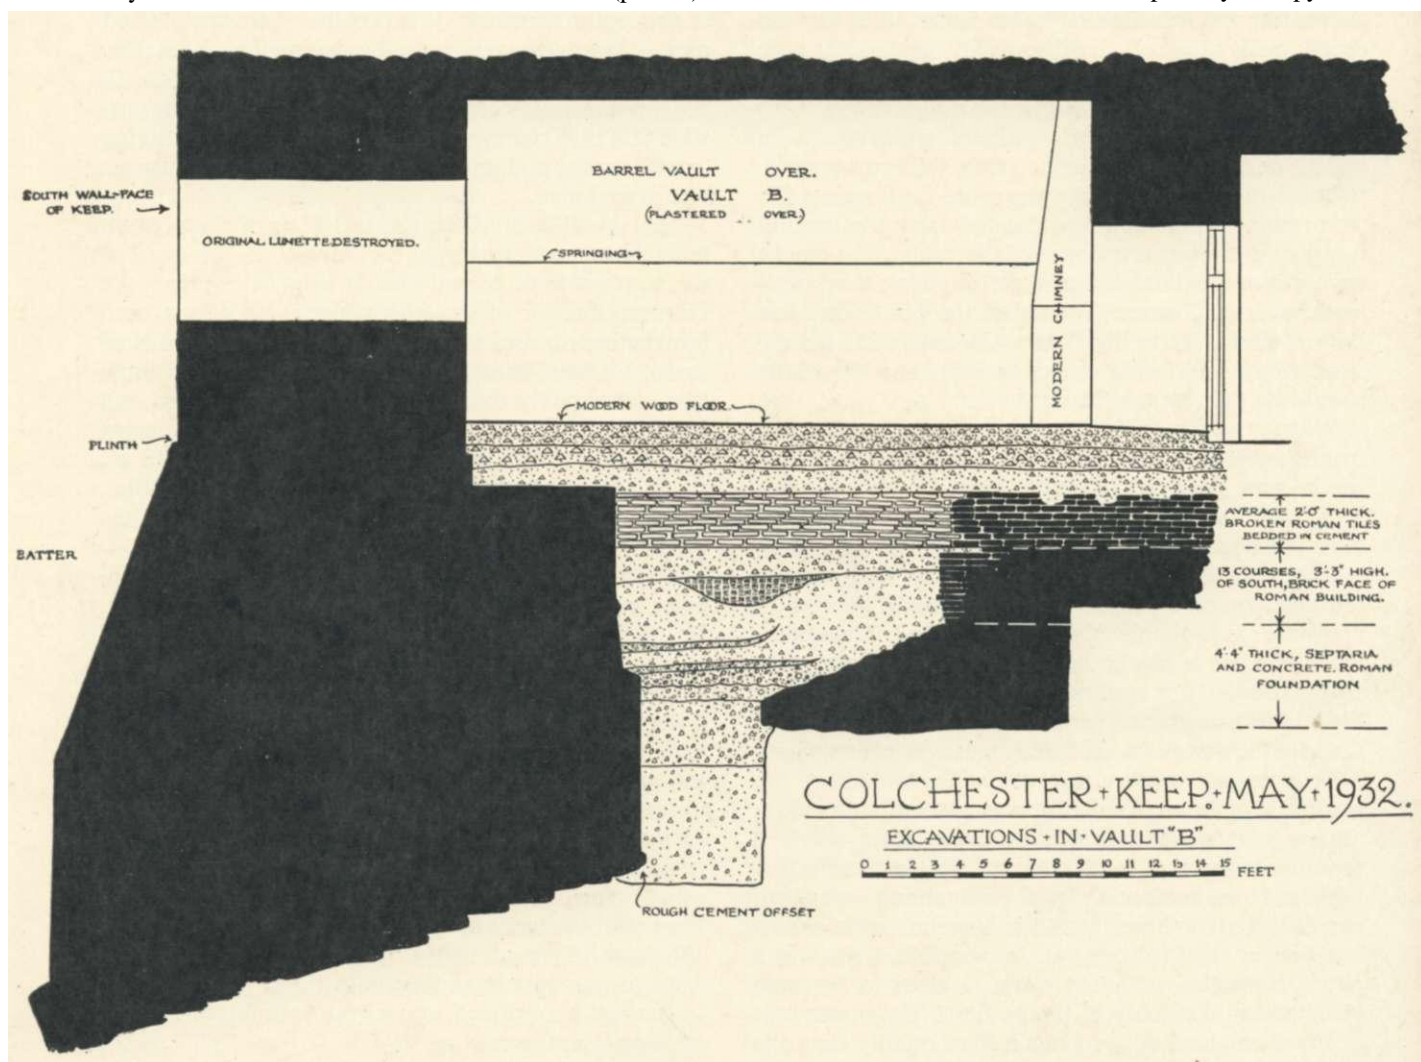 BARREL VAULT OVER.
VAULT B.
(PLASTERED .. OVER.)
SOUTH WALL-FACE
OF KEEP.
ORIGINAL LUNETTE DESTROYED.
SPRINGING
MODERN CHIMNEY
MODERN WOOD FLOOR.
PLINTH
BATTER
AVERAGE 2'-0" THICK.
BROKEN ROMAN TILES
BEDDED IN CEMENT
13 COURSES, 3'-3" HIGH.
OF SOUTH, BRICK FACE OF
ROMAN BUILDING.
4'-4" THICK, SEPTARIA
AND CONCRETE. ROMAN
FOUNDATION
COLCHESTER + KEEP. + MAY + 1932.
EXCAVATIONS + IN + VAULT "B"
0 1 2 3 4 5 6 7 8 9 10 11 12 13 14 15 FEET
ROUGH CEMENT OFFSET